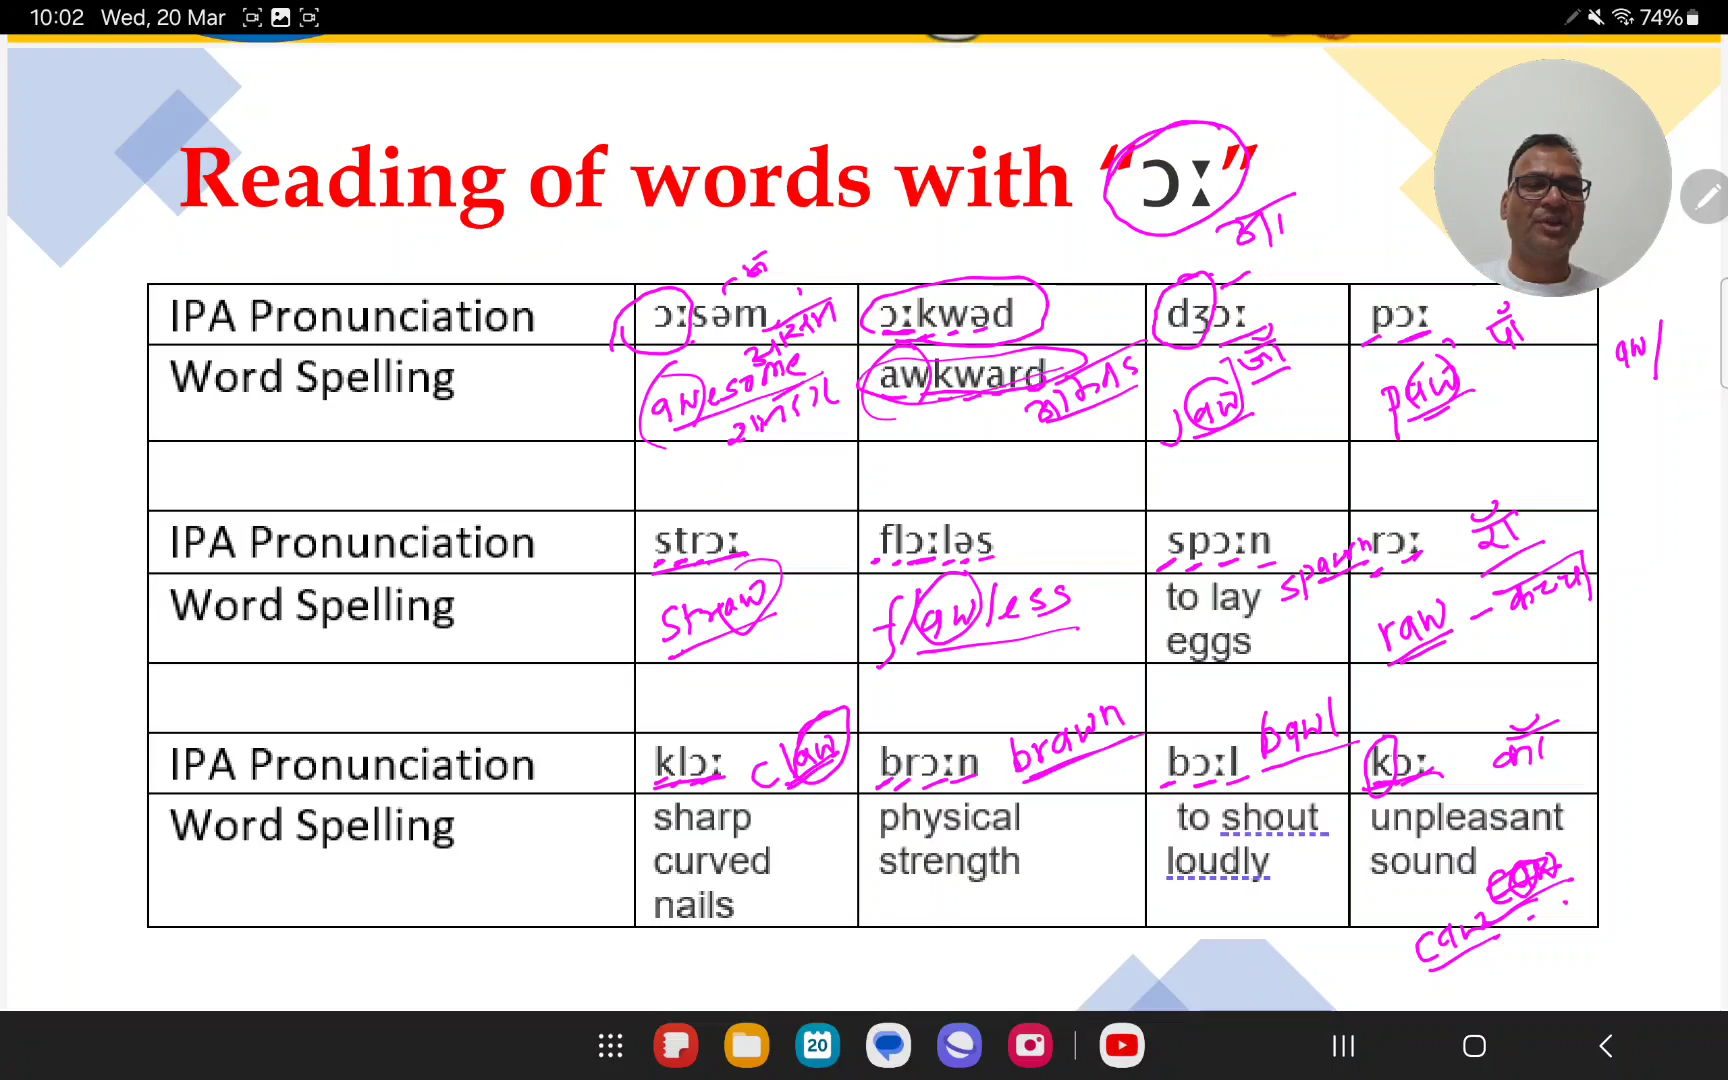 10:02 Wed, 20 Mar 74%
Reading of words with “ɔː”
IPA Pronunciation ɔːsəm ɔːkwəd dʒɔː pɔː पॉ
Word Spelling awesome awkward jaw जॉ paw aw
IPA Pronunciation strɔː flɔːləs spɔːn rɔː रॉ
Word Spelling straw flawless to lay spawn raw - कच्चा
eggs
IPA Pronunciation klɔː claw brɔːn brawn bɔːl bawl kɔː कॉ
Word Spelling sharp physical to shout unpleasant
curved strength loudly sound
nails caw
20